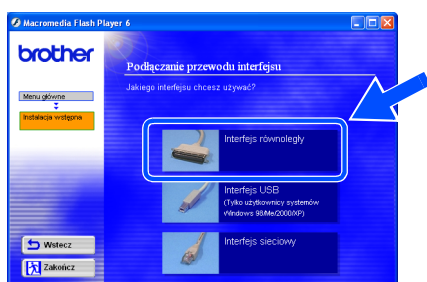 Macromedia Flash Player 6
brother
Podłączanie przewodu interfejsu
Jakiego interfejsu chcesz używać?
Menu główne
Instalacja wstępna
Interfejs równoległy
Interfejs USB
(Tylko użytkownicy systemów
Windows 98/Me/2000/XP)
Interfejs sieciowy
Wstecz
Zakończ